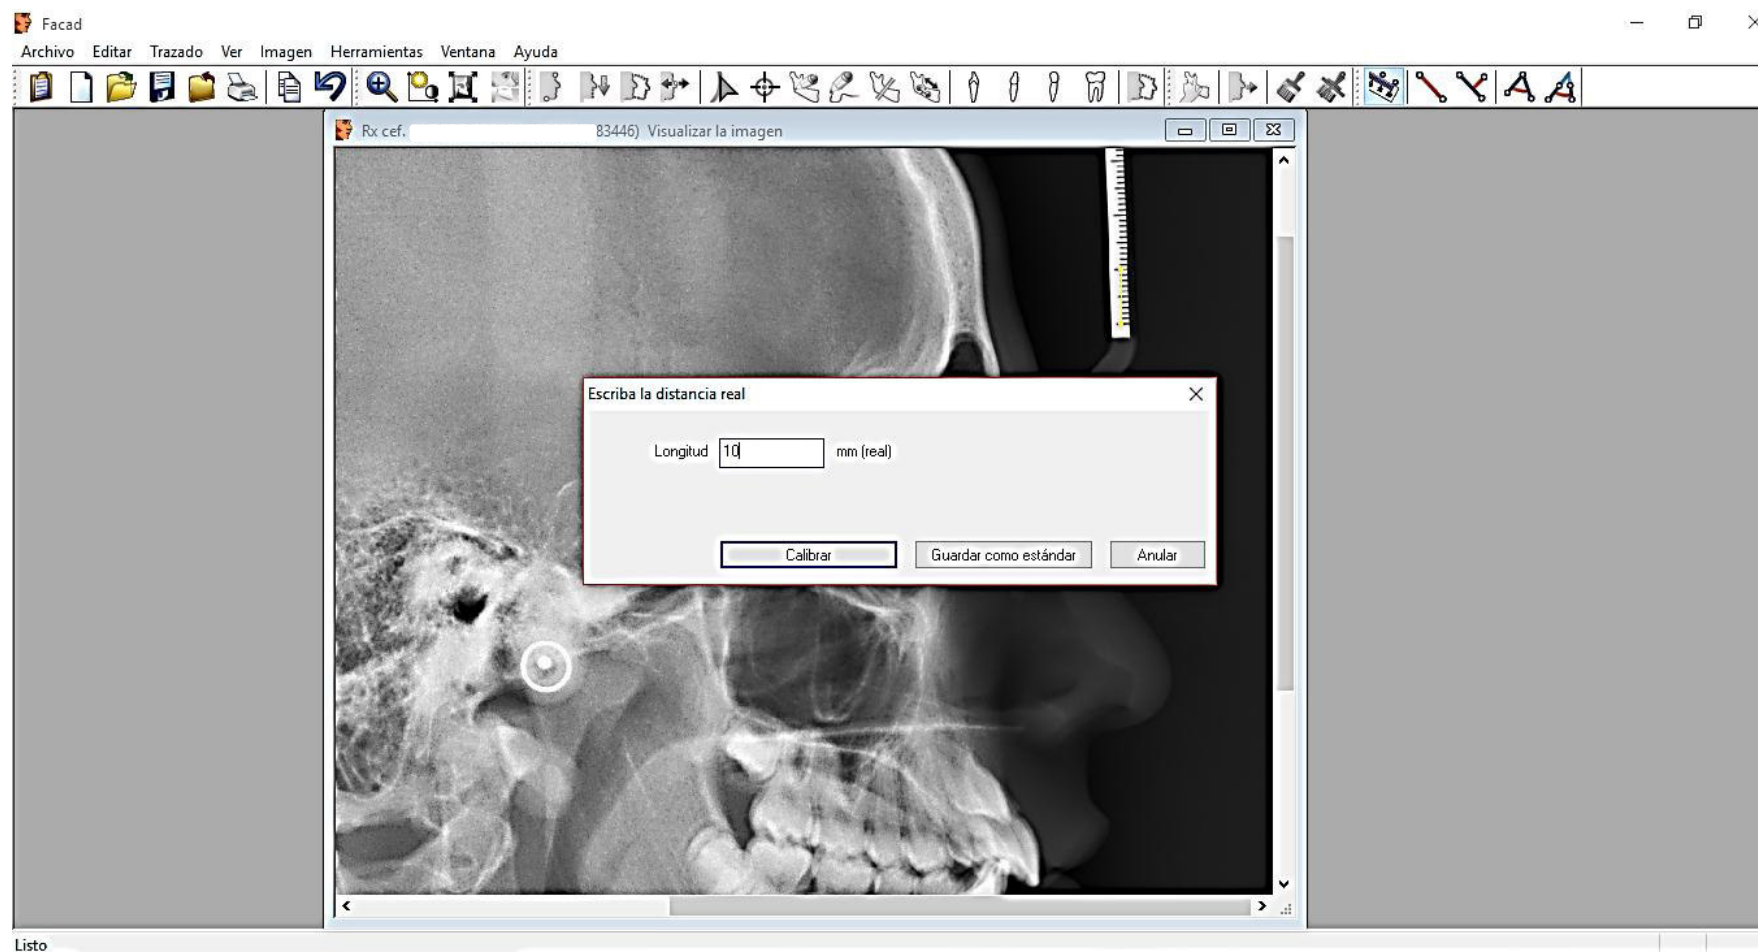 Facad
Archivo Editar Trazado Ver Imagen Herramientas Ventana Ayuda
Rx cef. 83446) Visualizar la imagen
Escriba la distancia real
Longitud 10 mm (real)
Calibrar Guardar como estándar Anular
Listo